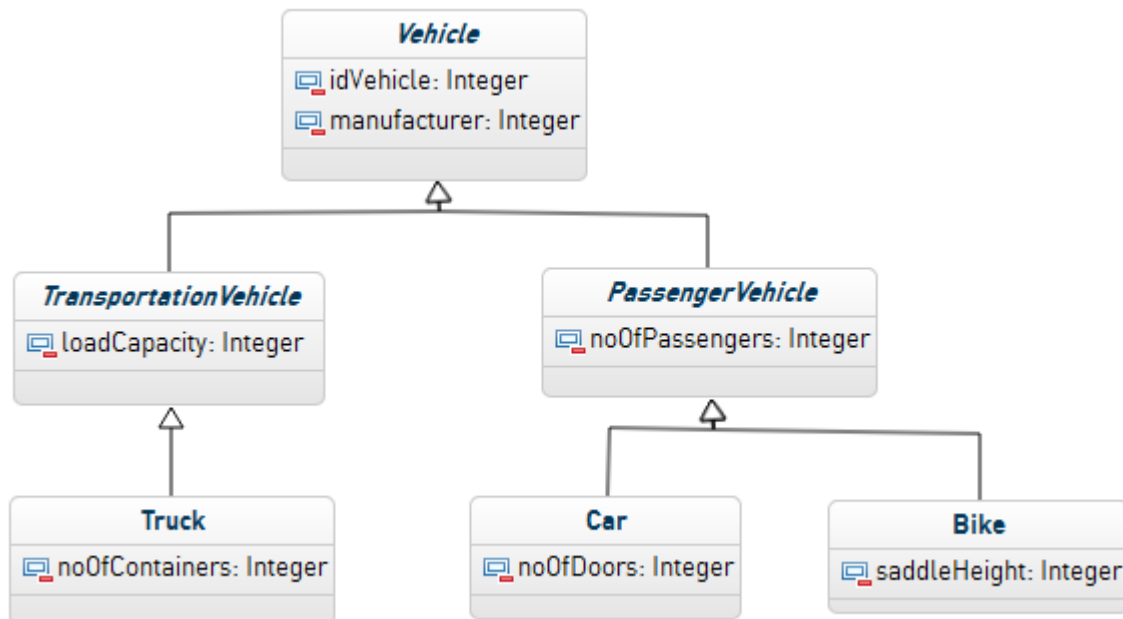 Vehicle
idVehicle: Integer
manufacturer: Integer
TransportationVehicle
loadCapacity: Integer
PassengerVehicle
noOfPassengers: Integer
Truck
noOfContainers: Integer
Car
noOfDoors: Integer
Bike
saddleHeight: Integer